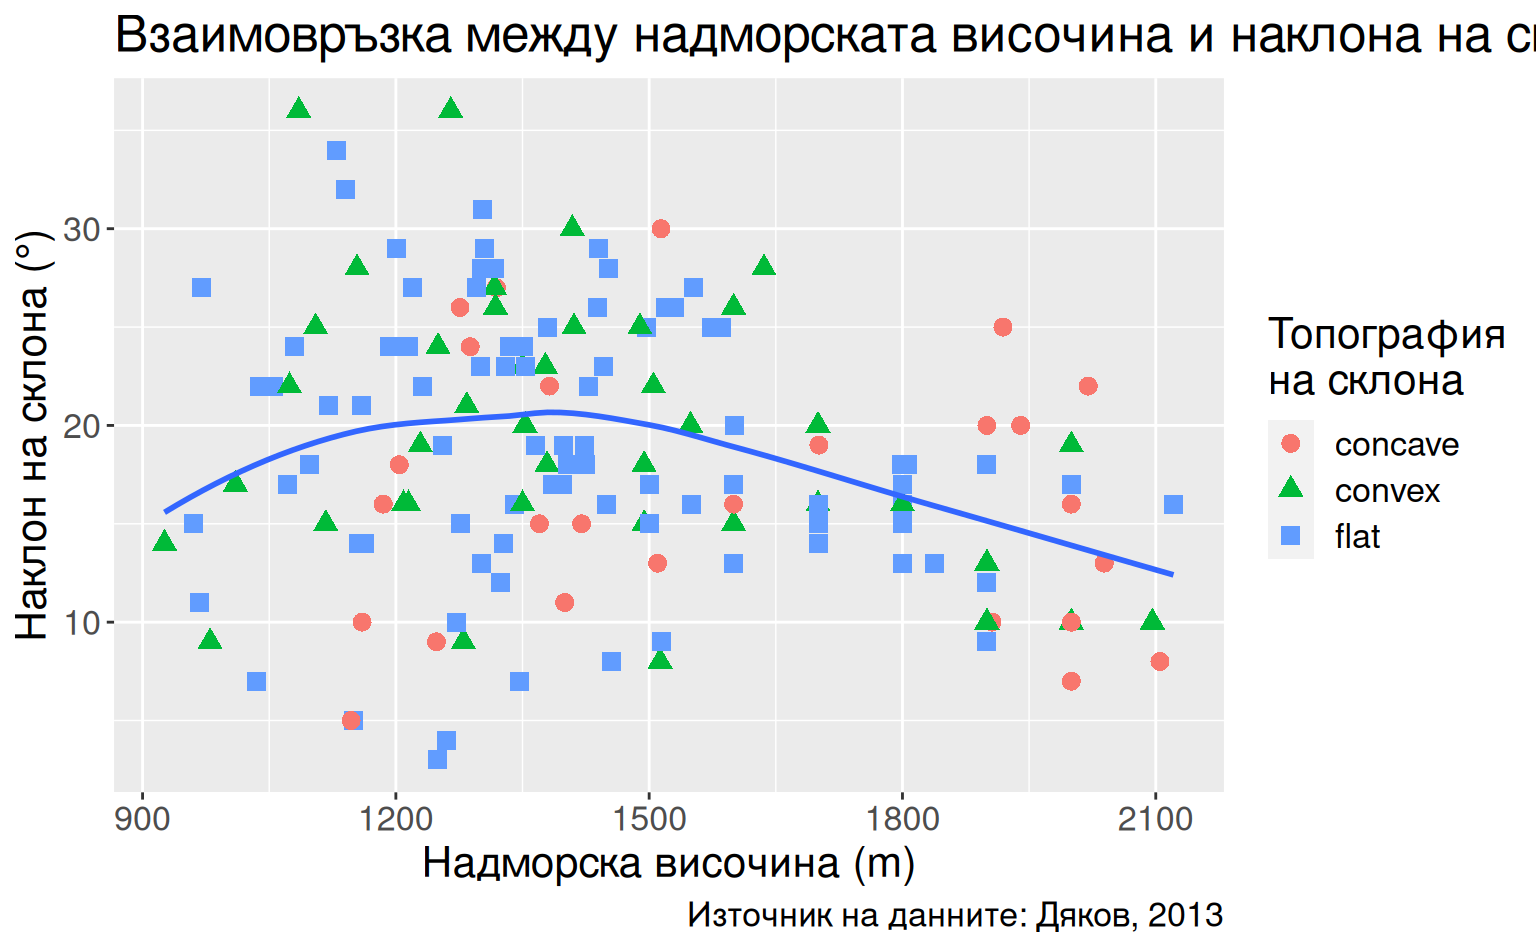 Взаимовръзка между надморската височина и наклона на
Наклон на склона (°)
30
20
10
900 1200 1500 1800 2100
Надморска височина (m)
Топография
на склона
concave
convex
flat
Източник на данните: Дяков, 2013